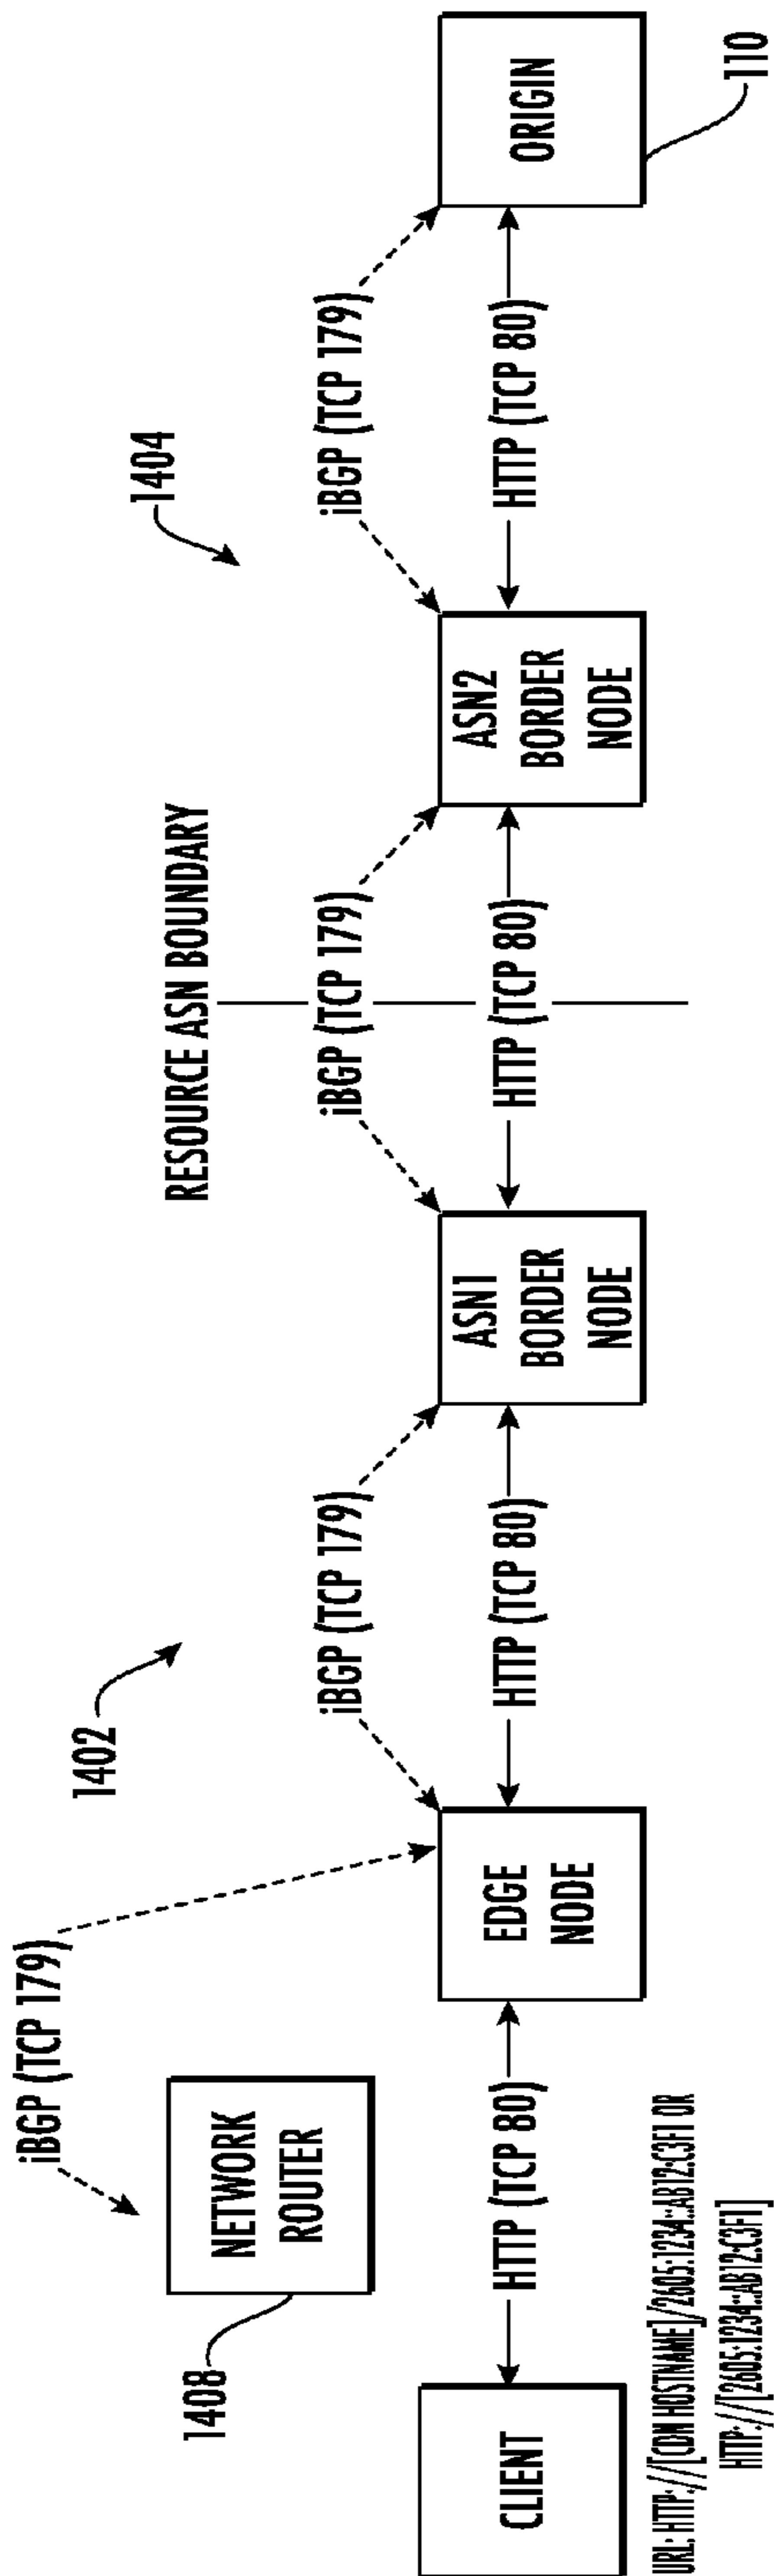 iBGP (TCP 179)
1408
NETWORK
ROUTER
1402
1404
RESOURCE ASN BOUNDARY
iBGP (TCP 179)
iBGP (TCP 179)
iBGP (TCP 179)
CLIENT
HTTP (TCP 80)
EDGE
NODE
HTTP (TCP 80)
ASN1
BORDER
NODE
HTTP (TCP 80)
ASN2
BORDER
NODE
HTTP (TCP 80)
ORIGIN
110
URL: HTTP://[CDN HOSTNAME]/2605:1234::AB12:C3F1 OR
HTTP://[2605:1234::AB12:C3F1]